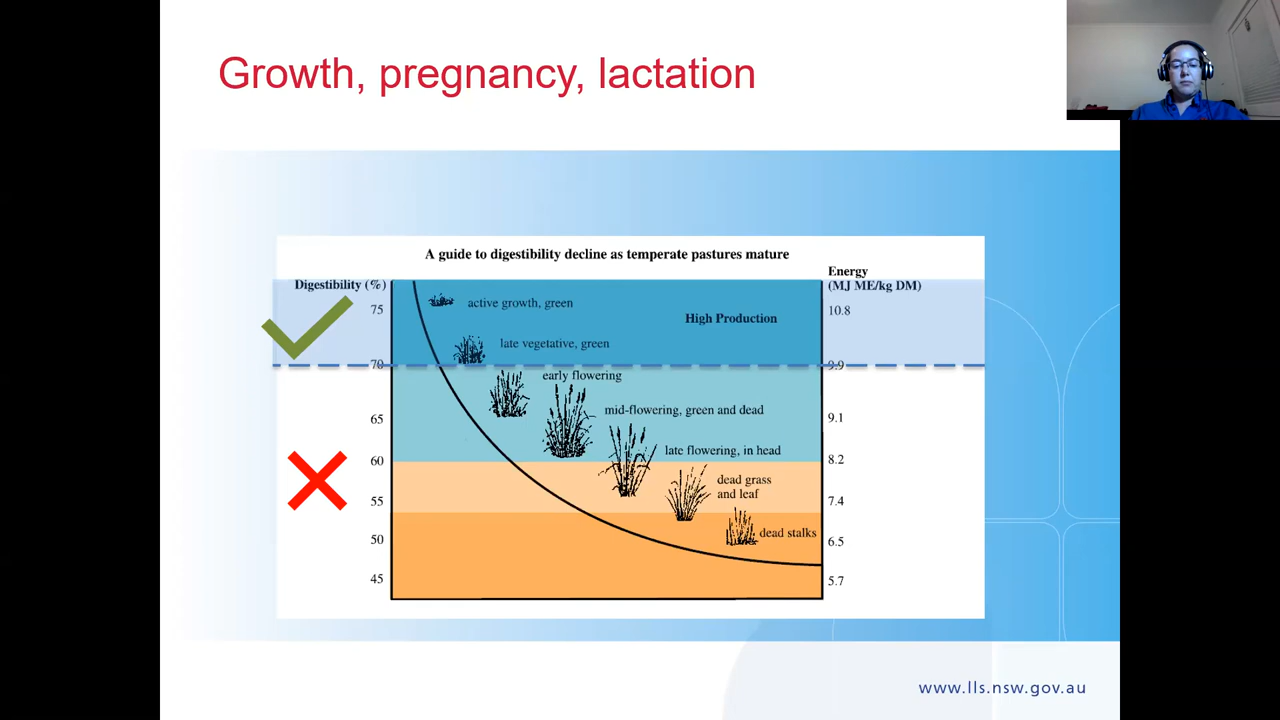 Growth, pregnancy, lactation
A guide to digestibility decline as temperate pastures mature
Energy
Digestibility (%)
(MJ ME/kg DM)
75
active growth, green
High Production
10.8
late vegetative, green
70
9.9
early flowering
65
mid-flowering, green and dead
9.1
late flowering, in head
60
8.2
dead grass
and leaf
55
7.4
dead stalks
50
6.5
45
5.7
www.lls.nsw.gov.au